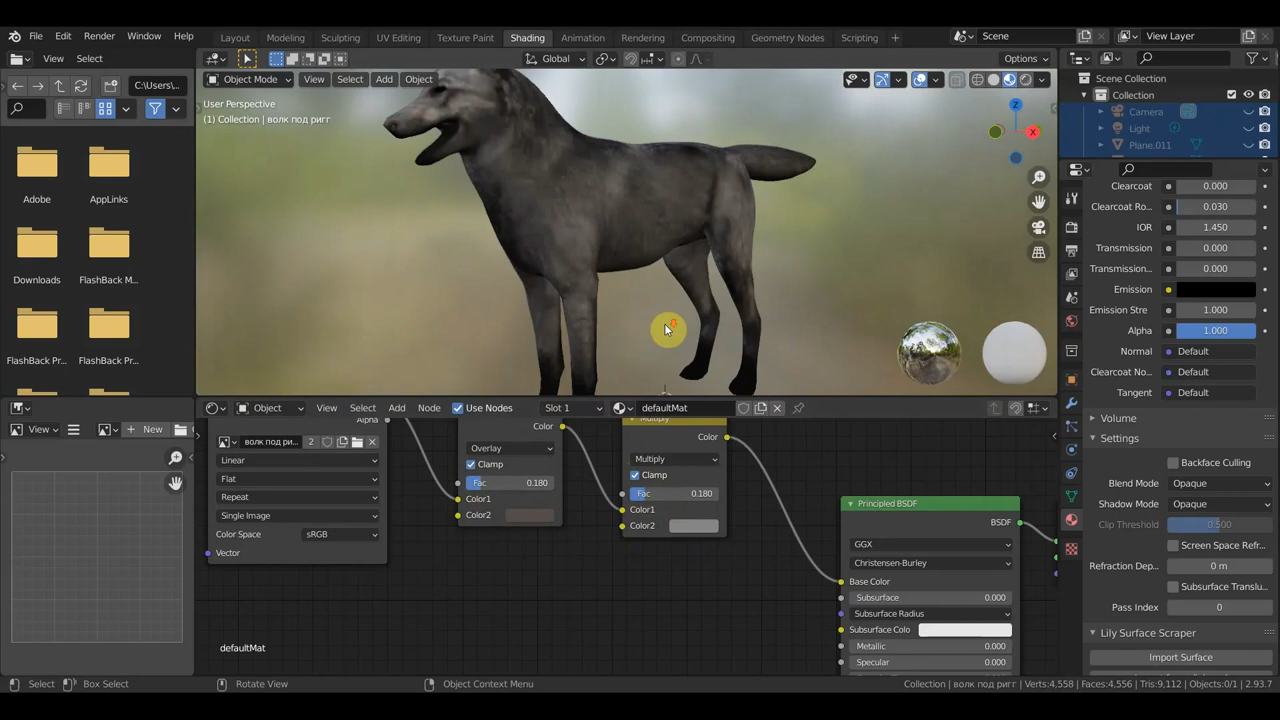 File Edit Render Window Help
Layout Modeling Sculpting UV Editing Texture Paint Shading Animation Rendering Compositing Geometry Nodes Scripting +
Scene
View Layer
View Select
Global
Options
C:\Users\...
Object Mode View Select Add Object
User Perspective
(1) Collection | волк под ригг
Z
X
Adobe
AppLinks
Downloads
FlashBack M...
FlashBack Pr...
FlashBack Pr...
Scene Collection
Collection
Camera
Light
Plane.011
Clearcoat 0.000
Clearcoat Ro... 0.030
IOR 1.450
Transmission 0.000
Transmission... 0.000
Emission
Emission Stre 1.000
Alpha 1.000
Normal Default
Clearcoat No... Default
Tangent Default
Volume
Settings
Backface Culling
Blend Mode Opaque
Shadow Mode Opaque
Clip Threshold 0.500
Screen Space Refr...
Refraction Dep... 0 m
Subsurface Translu...
Pass Index 0
Lily Surface Scraper
Import Surface
View + New
Object View Select Add Node Use Nodes Slot 1 defaultMat
Alpha
волк под ри... 2
Linear
Flat
Repeat
Single Image
Color Space sRGB
Vector
Color
Overlay
Clamp
Fac 0.180
Color1
Color2
Multiply
Color
Multiply
Clamp
Fac 0.180
Color1
Color2
Principled BSDF
BSDF
GGX
Christensen-Burley
Base Color
Subsurface 0.000
Subsurface Radius
Subsurface Colo
Metallic 0.000
Specular 0.000
defaultMat
Select Box Select Rotate View Object Context Menu
Collection | волк под ригг | Verts:4,558 | Faces:4,556 | Tris:9,112 | Objects:0/1 | 2.93.7